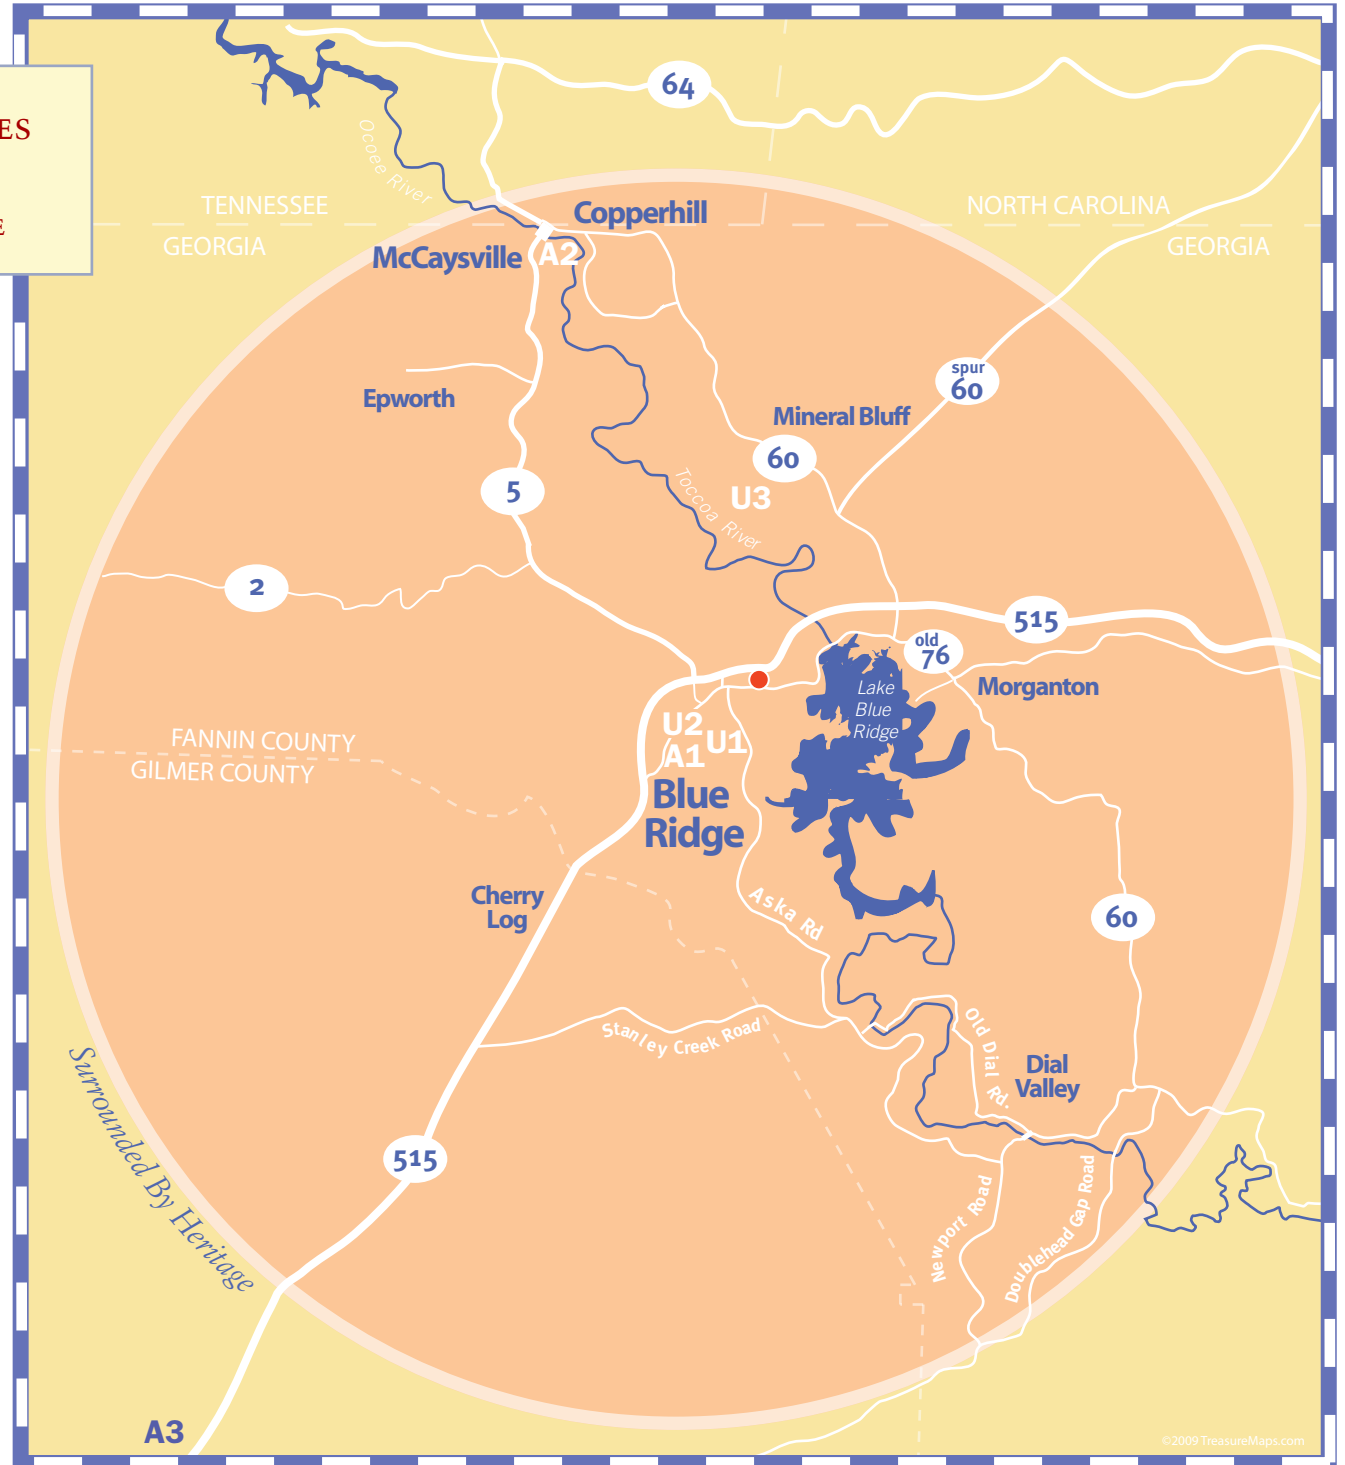 64
ES
E
Ocoee River
TENNESSEE
NORTH CAROLINA
GEORGIA
GEORGIA
Copperhill
McCaysville
A2
spur
60
Epworth
Mineral Bluff
60
5
U3
Toccoa River
2
515
old
76
Morganton
Lake
Blue
Ridge
U2
U1
A1
FANNIN COUNTY
GILMER COUNTY
Blue
Ridge
Cherry
Log
Aska Rd
60
Stanley Creek Road
Old Dial Rd.
Dial
Valley
Surrounded By Heritage
515
Newport Road
Doublehead Gap Road
A3
©2009 TreasureMaps.com